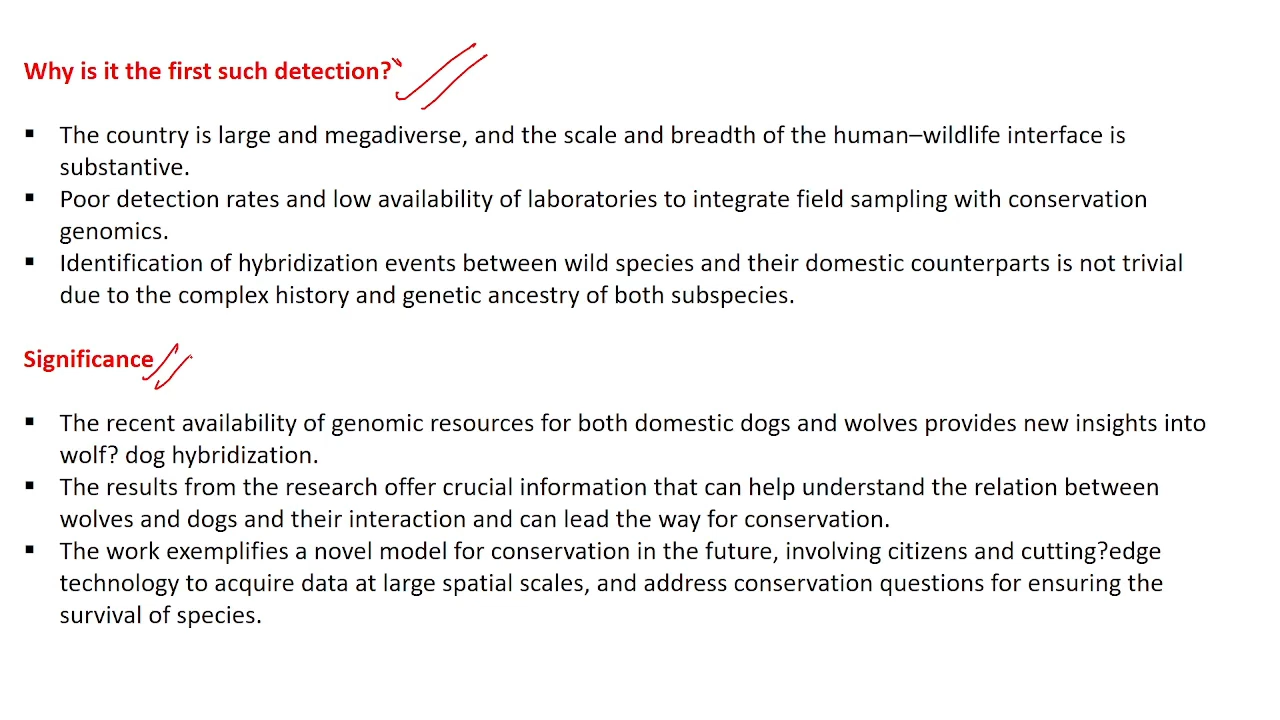 Why is it the first such detection?
▪ The country is large and megadiverse, and the scale and breadth of the human–wildlife interface is
substantive.
▪ Poor detection rates and low availability of laboratories to integrate field sampling with conservation
genomics.
▪ Identification of hybridization events between wild species and their domestic counterparts is not trivial
due to the complex history and genetic ancestry of both subspecies.
Significance
▪ The recent availability of genomic resources for both domestic dogs and wolves provides new insights into
wolf? dog hybridization.
▪ The results from the research offer crucial information that can help understand the relation between
wolves and dogs and their interaction and can lead the way for conservation.
▪ The work exemplifies a novel model for conservation in the future, involving citizens and cutting?edge
technology to acquire data at large spatial scales, and address conservation questions for ensuring the
survival of species.